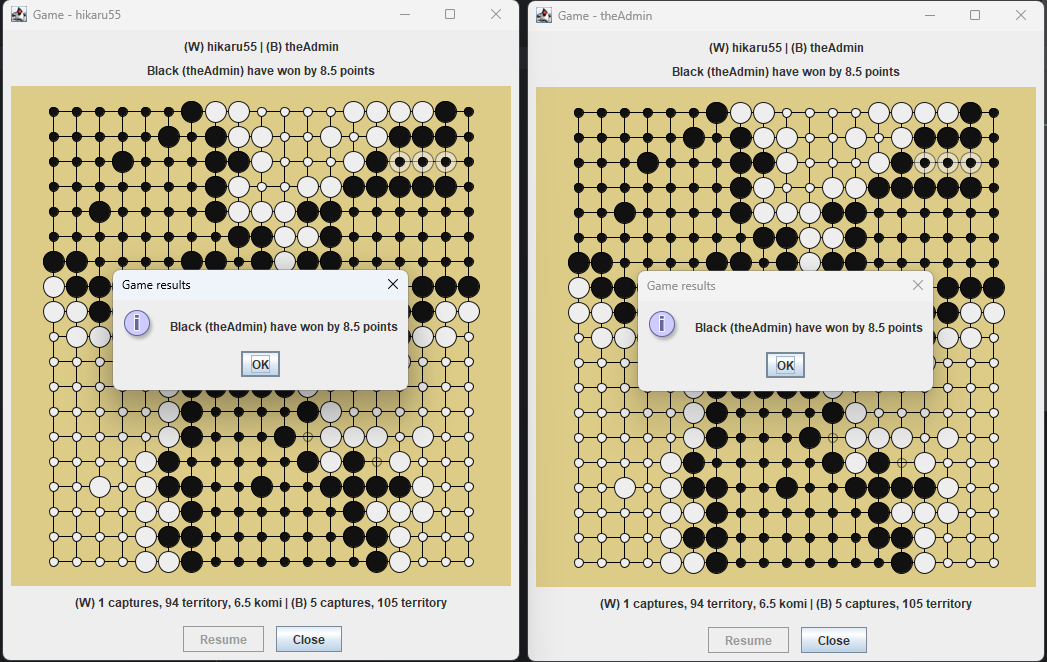 Game - hikaru55
(W) hikaru55 | (B) theAdmin
Black (theAdmin) have won by 8.5 points
Game results
i
Black (theAdmin) have won by 8.5 points
OK
(W) 1 captures, 94 territory, 6.5 komi | (B) 5 captures, 105 territory
Resume
Close
Game - theAdmin
(W) hikaru55 | (B) theAdmin
Black (theAdmin) have won by 8.5 points
Game results
i
Black (theAdmin) have won by 8.5 points
OK
(W) 1 captures, 94 territory, 6.5 komi | (B) 5 captures, 105 territory
Resume
Close